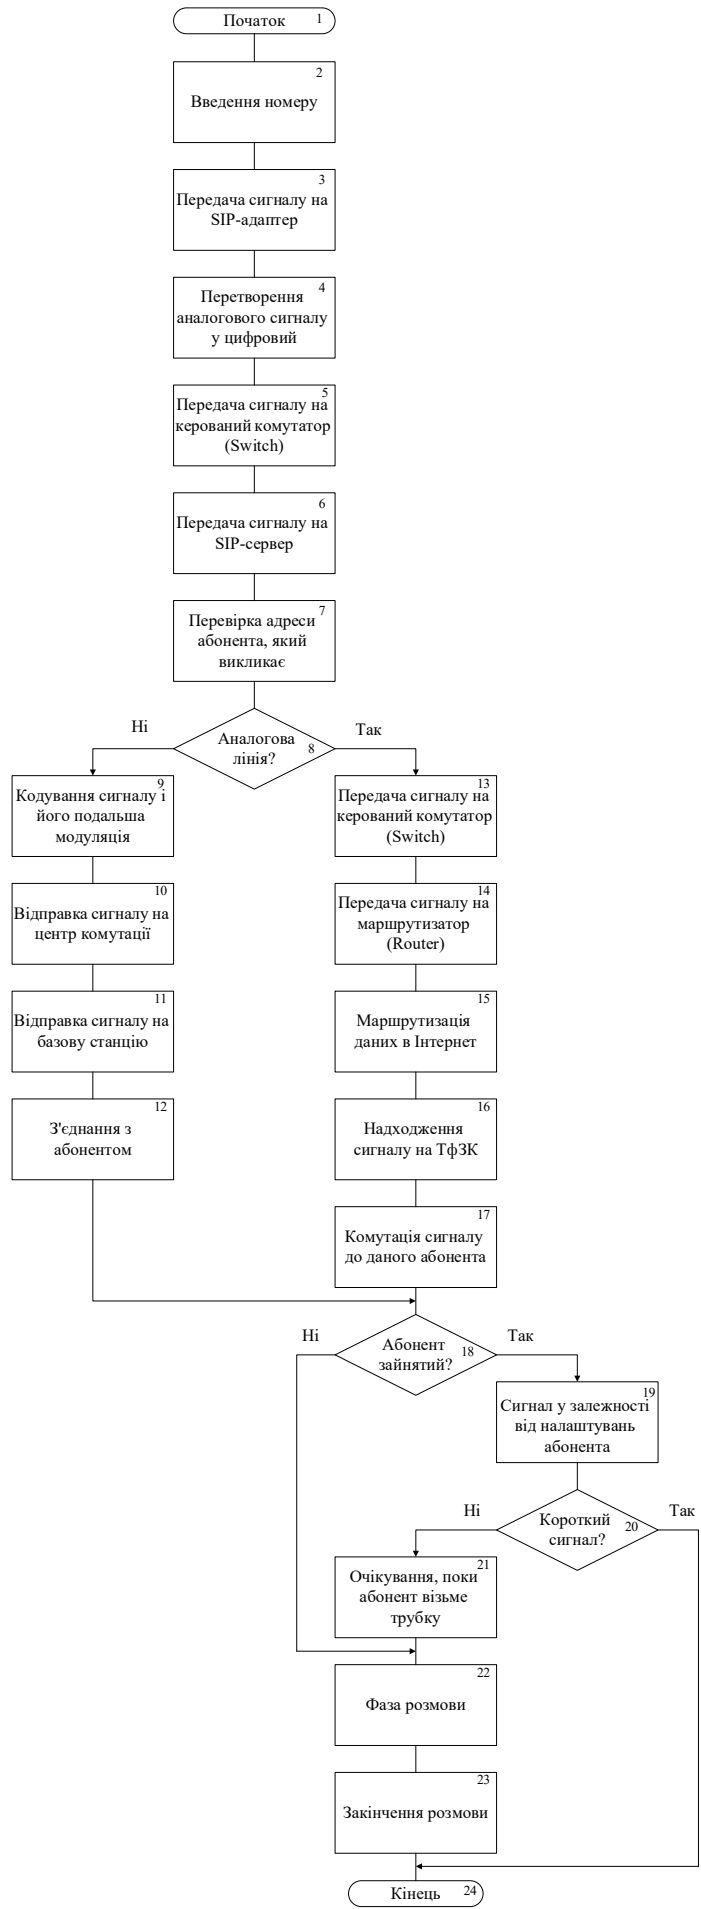 Початок 1
2
Введення номеру
3
Передача сигналу на
SIP-адаптер
4
Перетворення
аналогового сигналу
у цифровий
5
Передача сигналу на
керований комутатор
(Switch)
6
Передача сигналу на
SIP-сервер
7
Перевірка адреси
абонента, який
викликає
Ні
Так
Аналогова
лінія?
8
9
Кодування сигналу і
його подальша
модуляція
13
Передача сигналу на
керований комутатор
(Switch)
10
Відправка сигналу на
центр комутації
14
Передача сигналу на
маршрутизатор
(Router)
11
Відправка сигналу на
базову станцію
15
Маршрутизація
даних в Інтернет
12
З'єднання з
абонентом
16
Надходження
сигналу на ТфЗК
17
Комутація сигналу
до даного абонента
Ні
Так
Абонент
зайнятий?
18
19
Сигнал у залежності
від налаштувань
абонента
Ні
Так
Короткий
сигнал?
20
21
Очікування, поки
абонент візьме
трубку
22
Фаза розмови
23
Закінчення розмови
Кінець 24